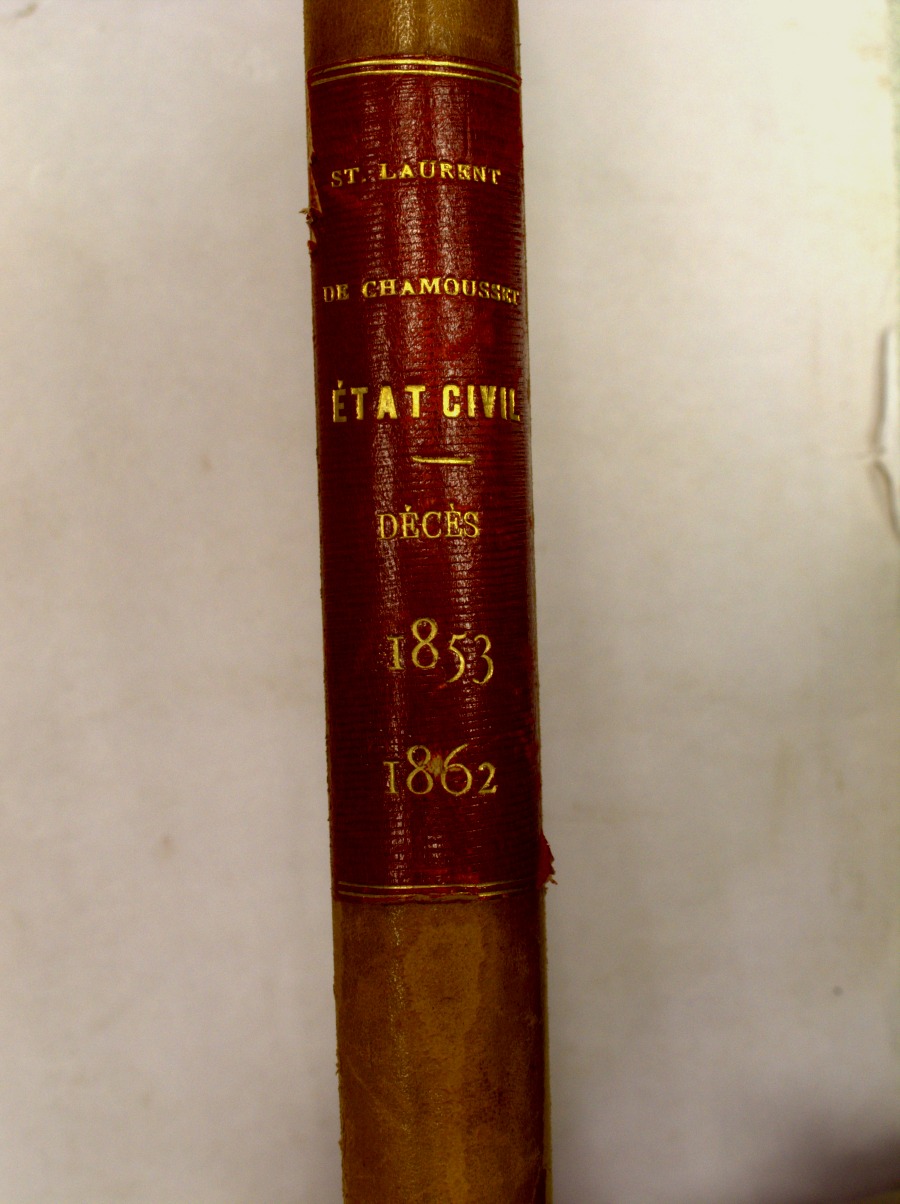 ST. LAURENT
DE CHAMOUSSET
ÉTAT CIVIL
DÉCÈS
1853
1862